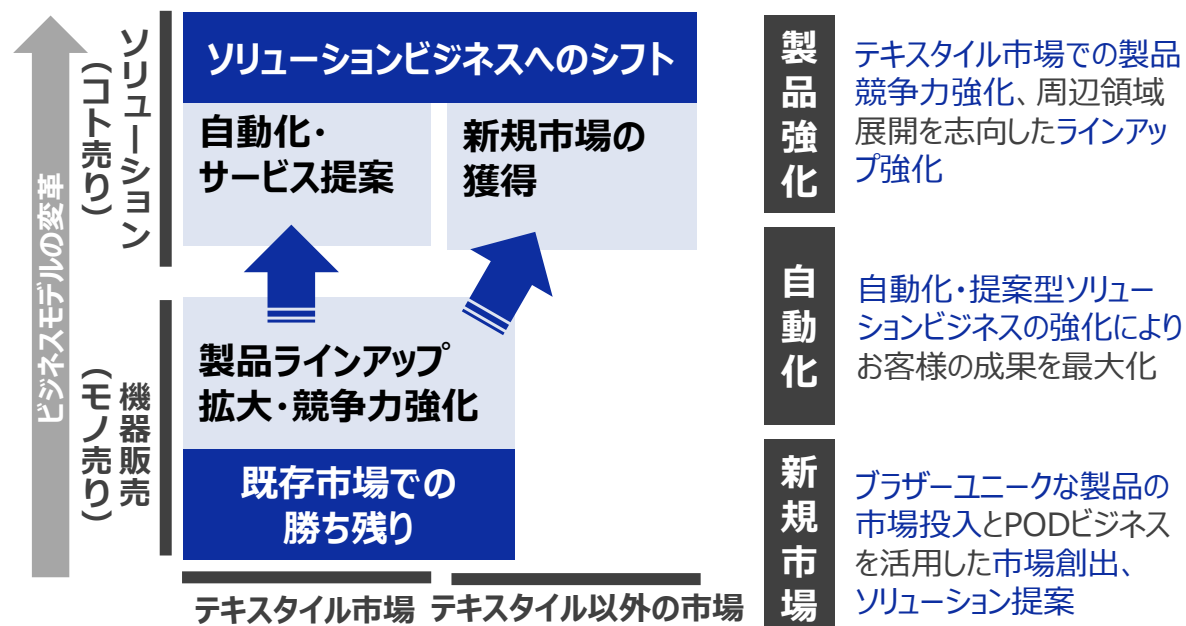 ビジネスモデルの変革
ソリューション
(コト売り)
機器販売
(モノ売り)
ソリューションビジネスへのシフト
自動化・
サービス提案
新規市場の
獲得
製品ラインアップ
拡大・競争力強化
既存市場での
勝ち残り
テキスタイル市場
テキスタイル以外の市場
製品強化
テキスタイル市場での製品
競争力強化、周辺領域
展開を志向したラインアッ
プ強化
自動化
自動化・提案型ソリュー
ションビジネスの強化により
お客様の成果を最大化
新規市場
ブラザーユニークな製品の
市場投入とPODビジネス
を活用した市場創出、
ソリューション提案